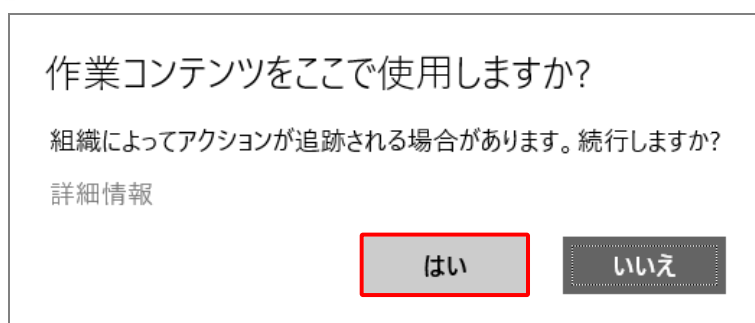 作業コンテンツをここで使用しますか?
組織によってアクションが追跡される場合があります。続行しますか?
詳細情報
はい
いいえ